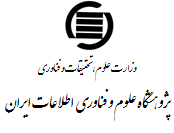 وزارت علوم، تحقیقات و فناوری
پژوهشگاه علوم و فناوری اطلاعات ایران